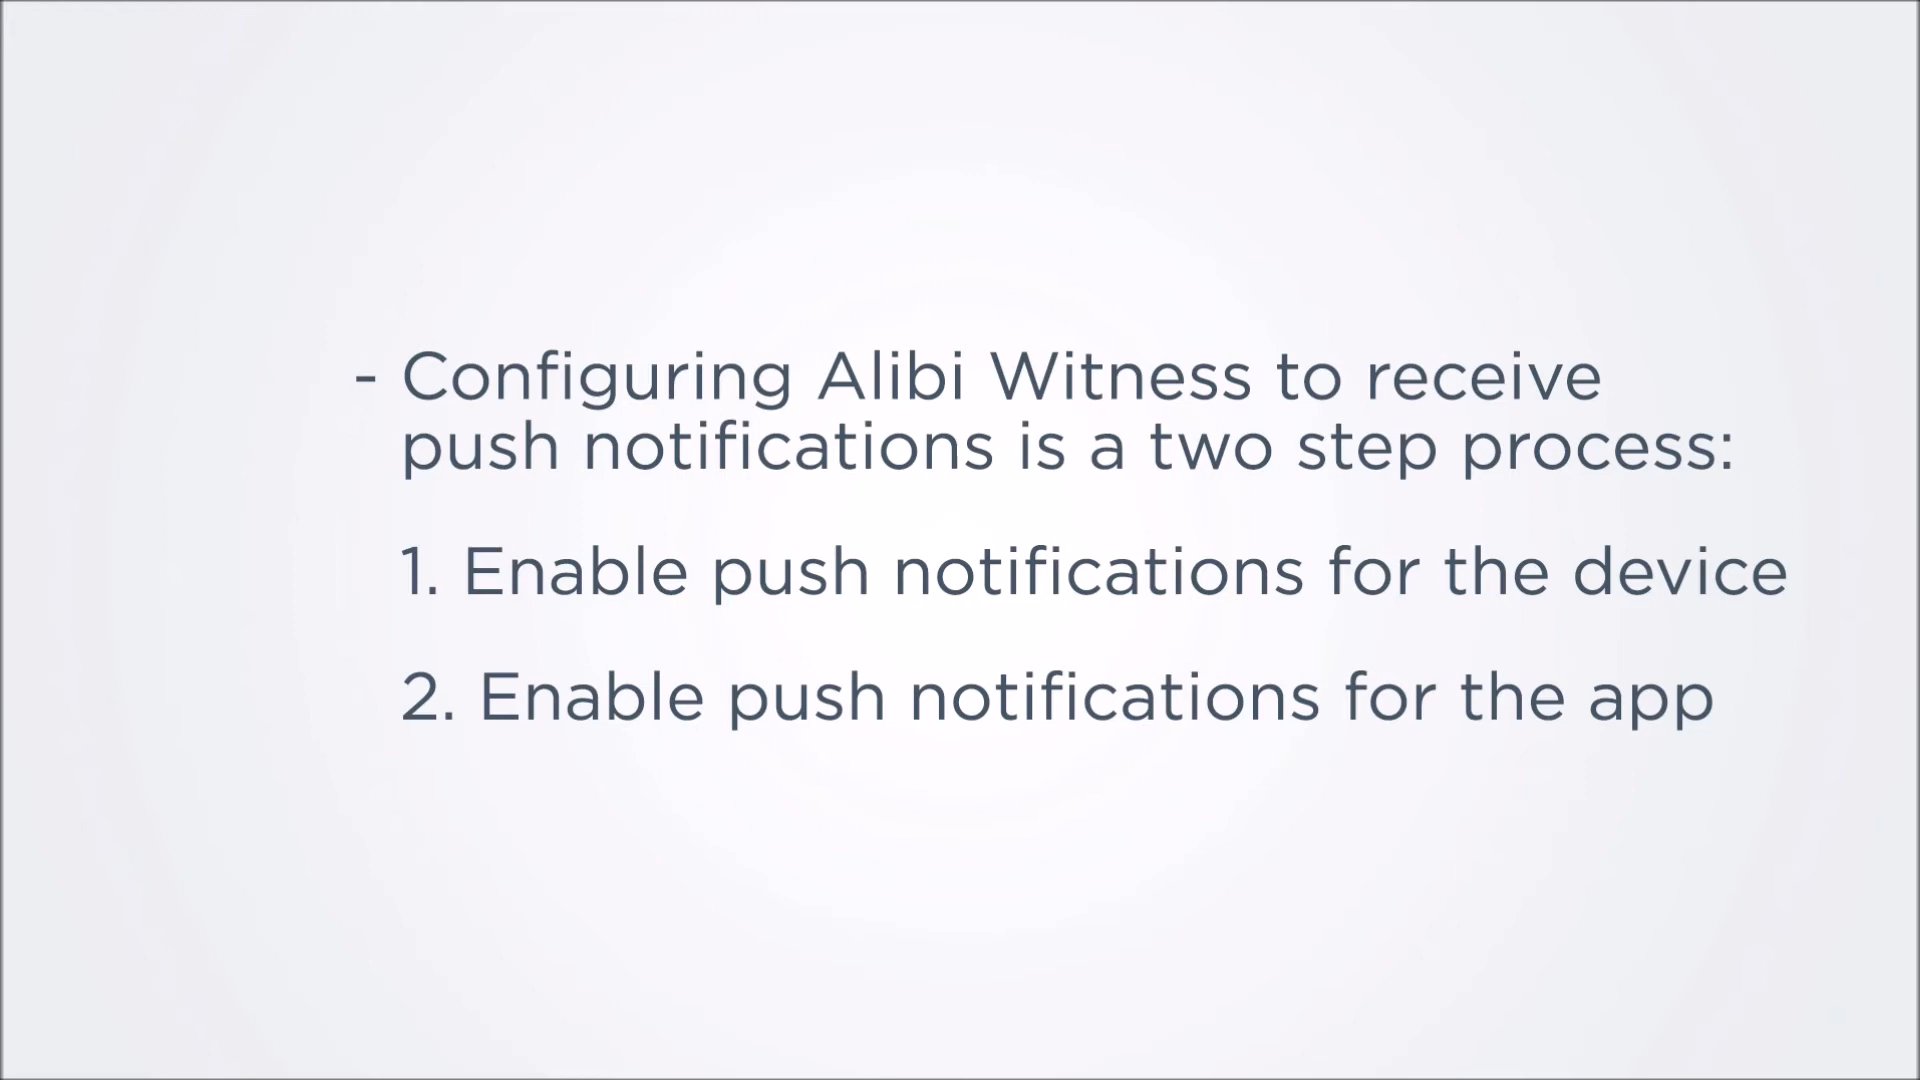 - Configuring Alibi Witness to receive
push notifications is a two step process:
1. Enable push notifications for the device
2. Enable push notifications for the app